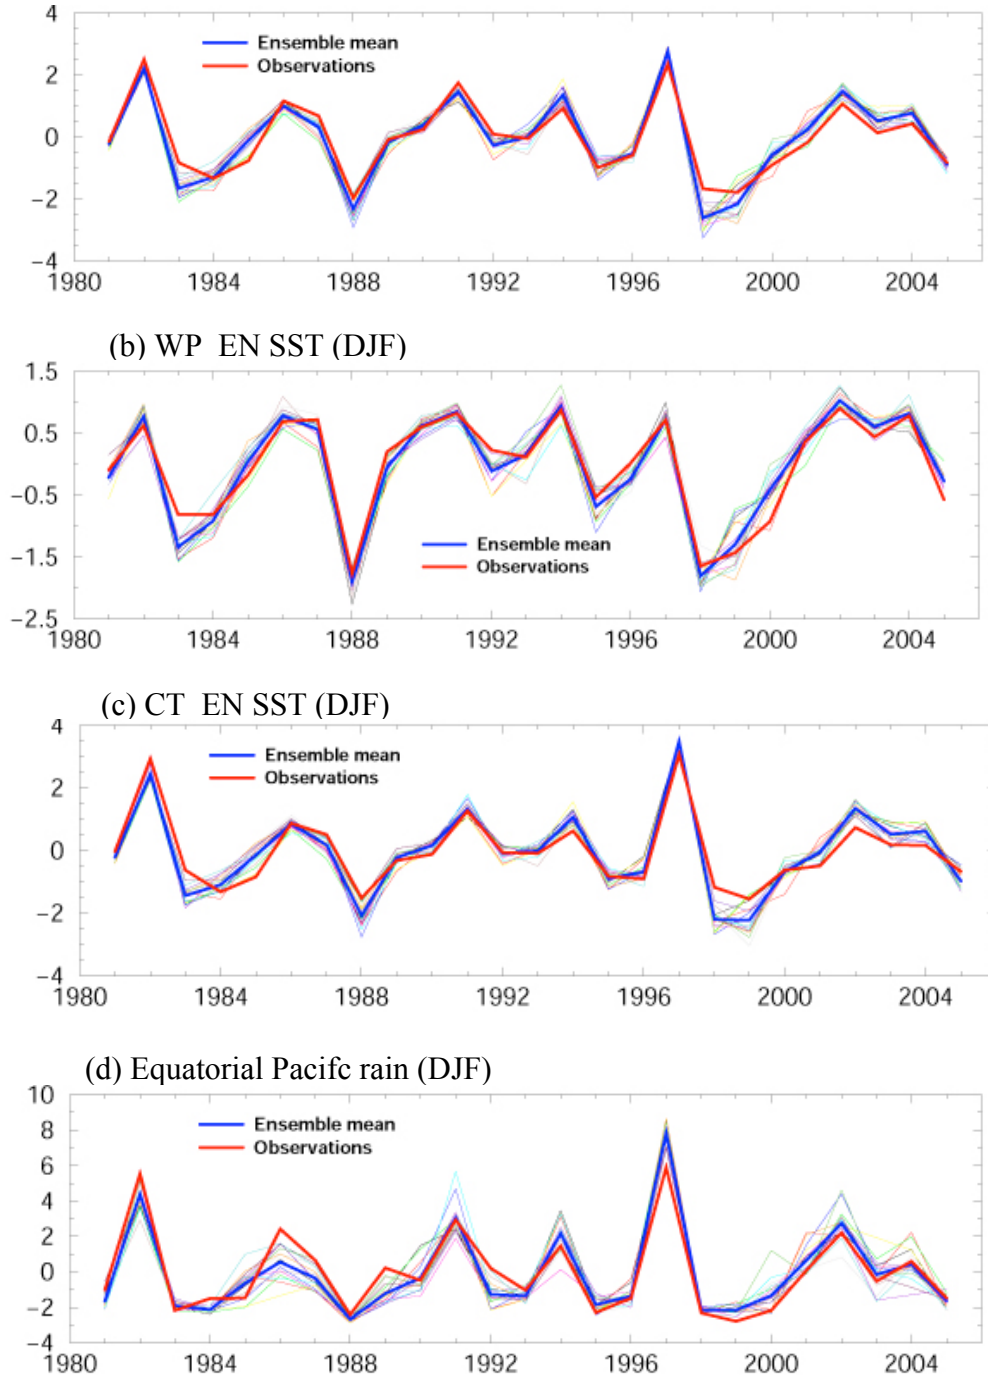 4
2
0
−2
−4
Ensemble mean
Observations
1980 1984 1988 1992 1996 2000 2004
(b) WP EN SST (DJF)
1.5
0.5
−0.5
−1.5
−2.5
Ensemble mean
Observations
1980 1984 1988 1992 1996 2000 2004
(c) CT EN SST (DJF)
4
2
0
−2
−4
Ensemble mean
Observations
1980 1984 1988 1992 1996 2000 2004
(d) Equatorial Pacifc rain (DJF)
10
8
6
4
2
0
−2
−4
Ensemble mean
Observations
1980 1984 1988 1992 1996 2000 2004